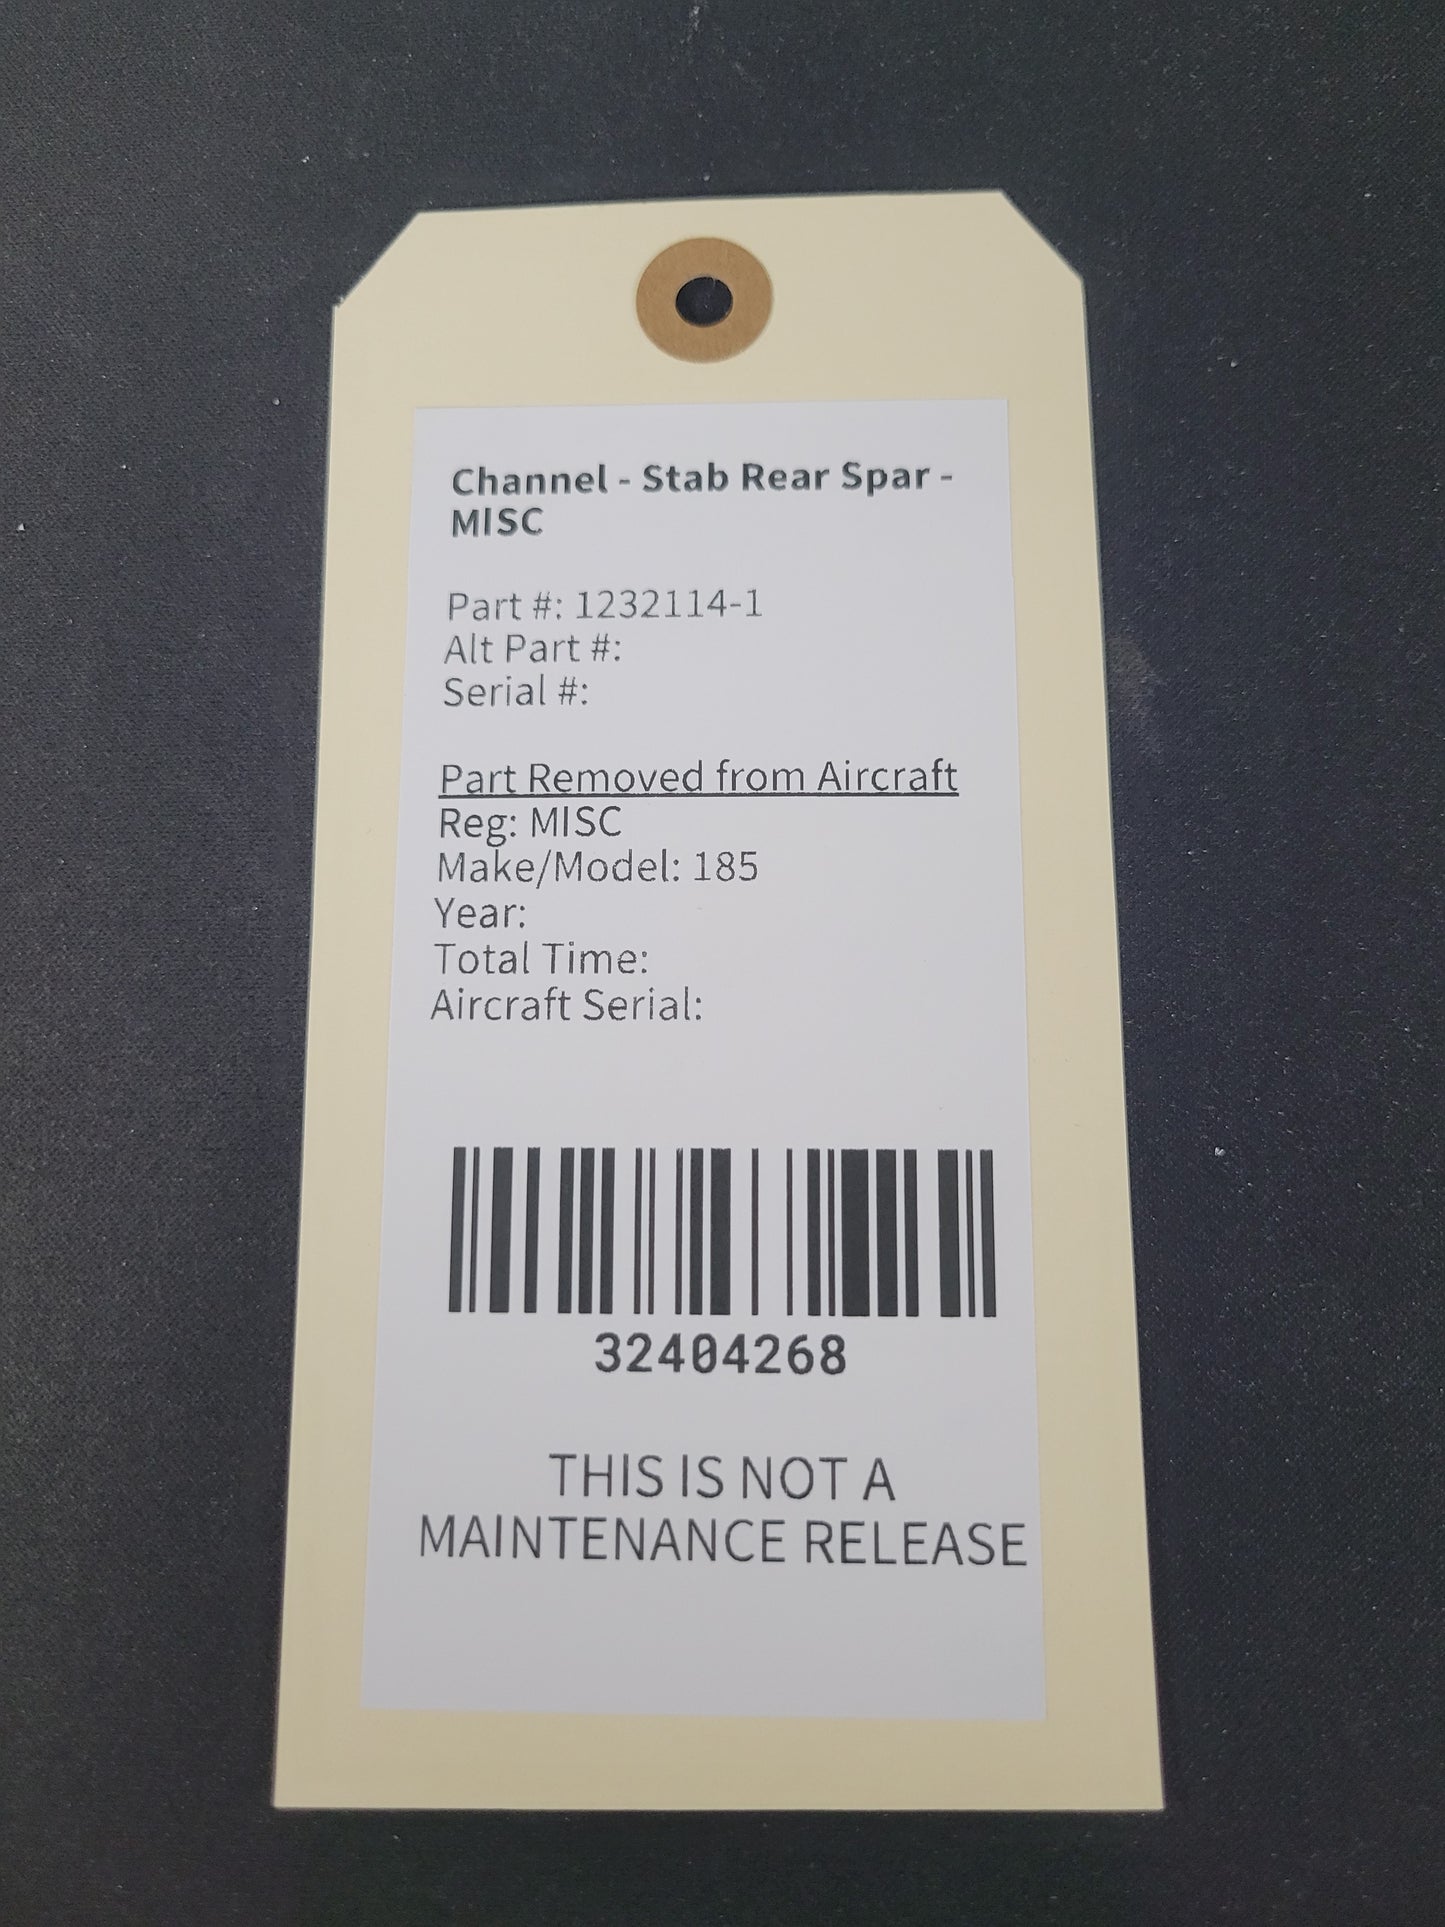 Channel - Stab Rear Spar -
MISC
Part #: 1232114-1
Alt Part #:
Serial #:
Part Removed from Aircraft
Reg: MISC
Make/Model: 185
Year:
Total Time:
Aircraft Serial:
32404268
THIS IS NOT A
MAINTENANCE RELEASE